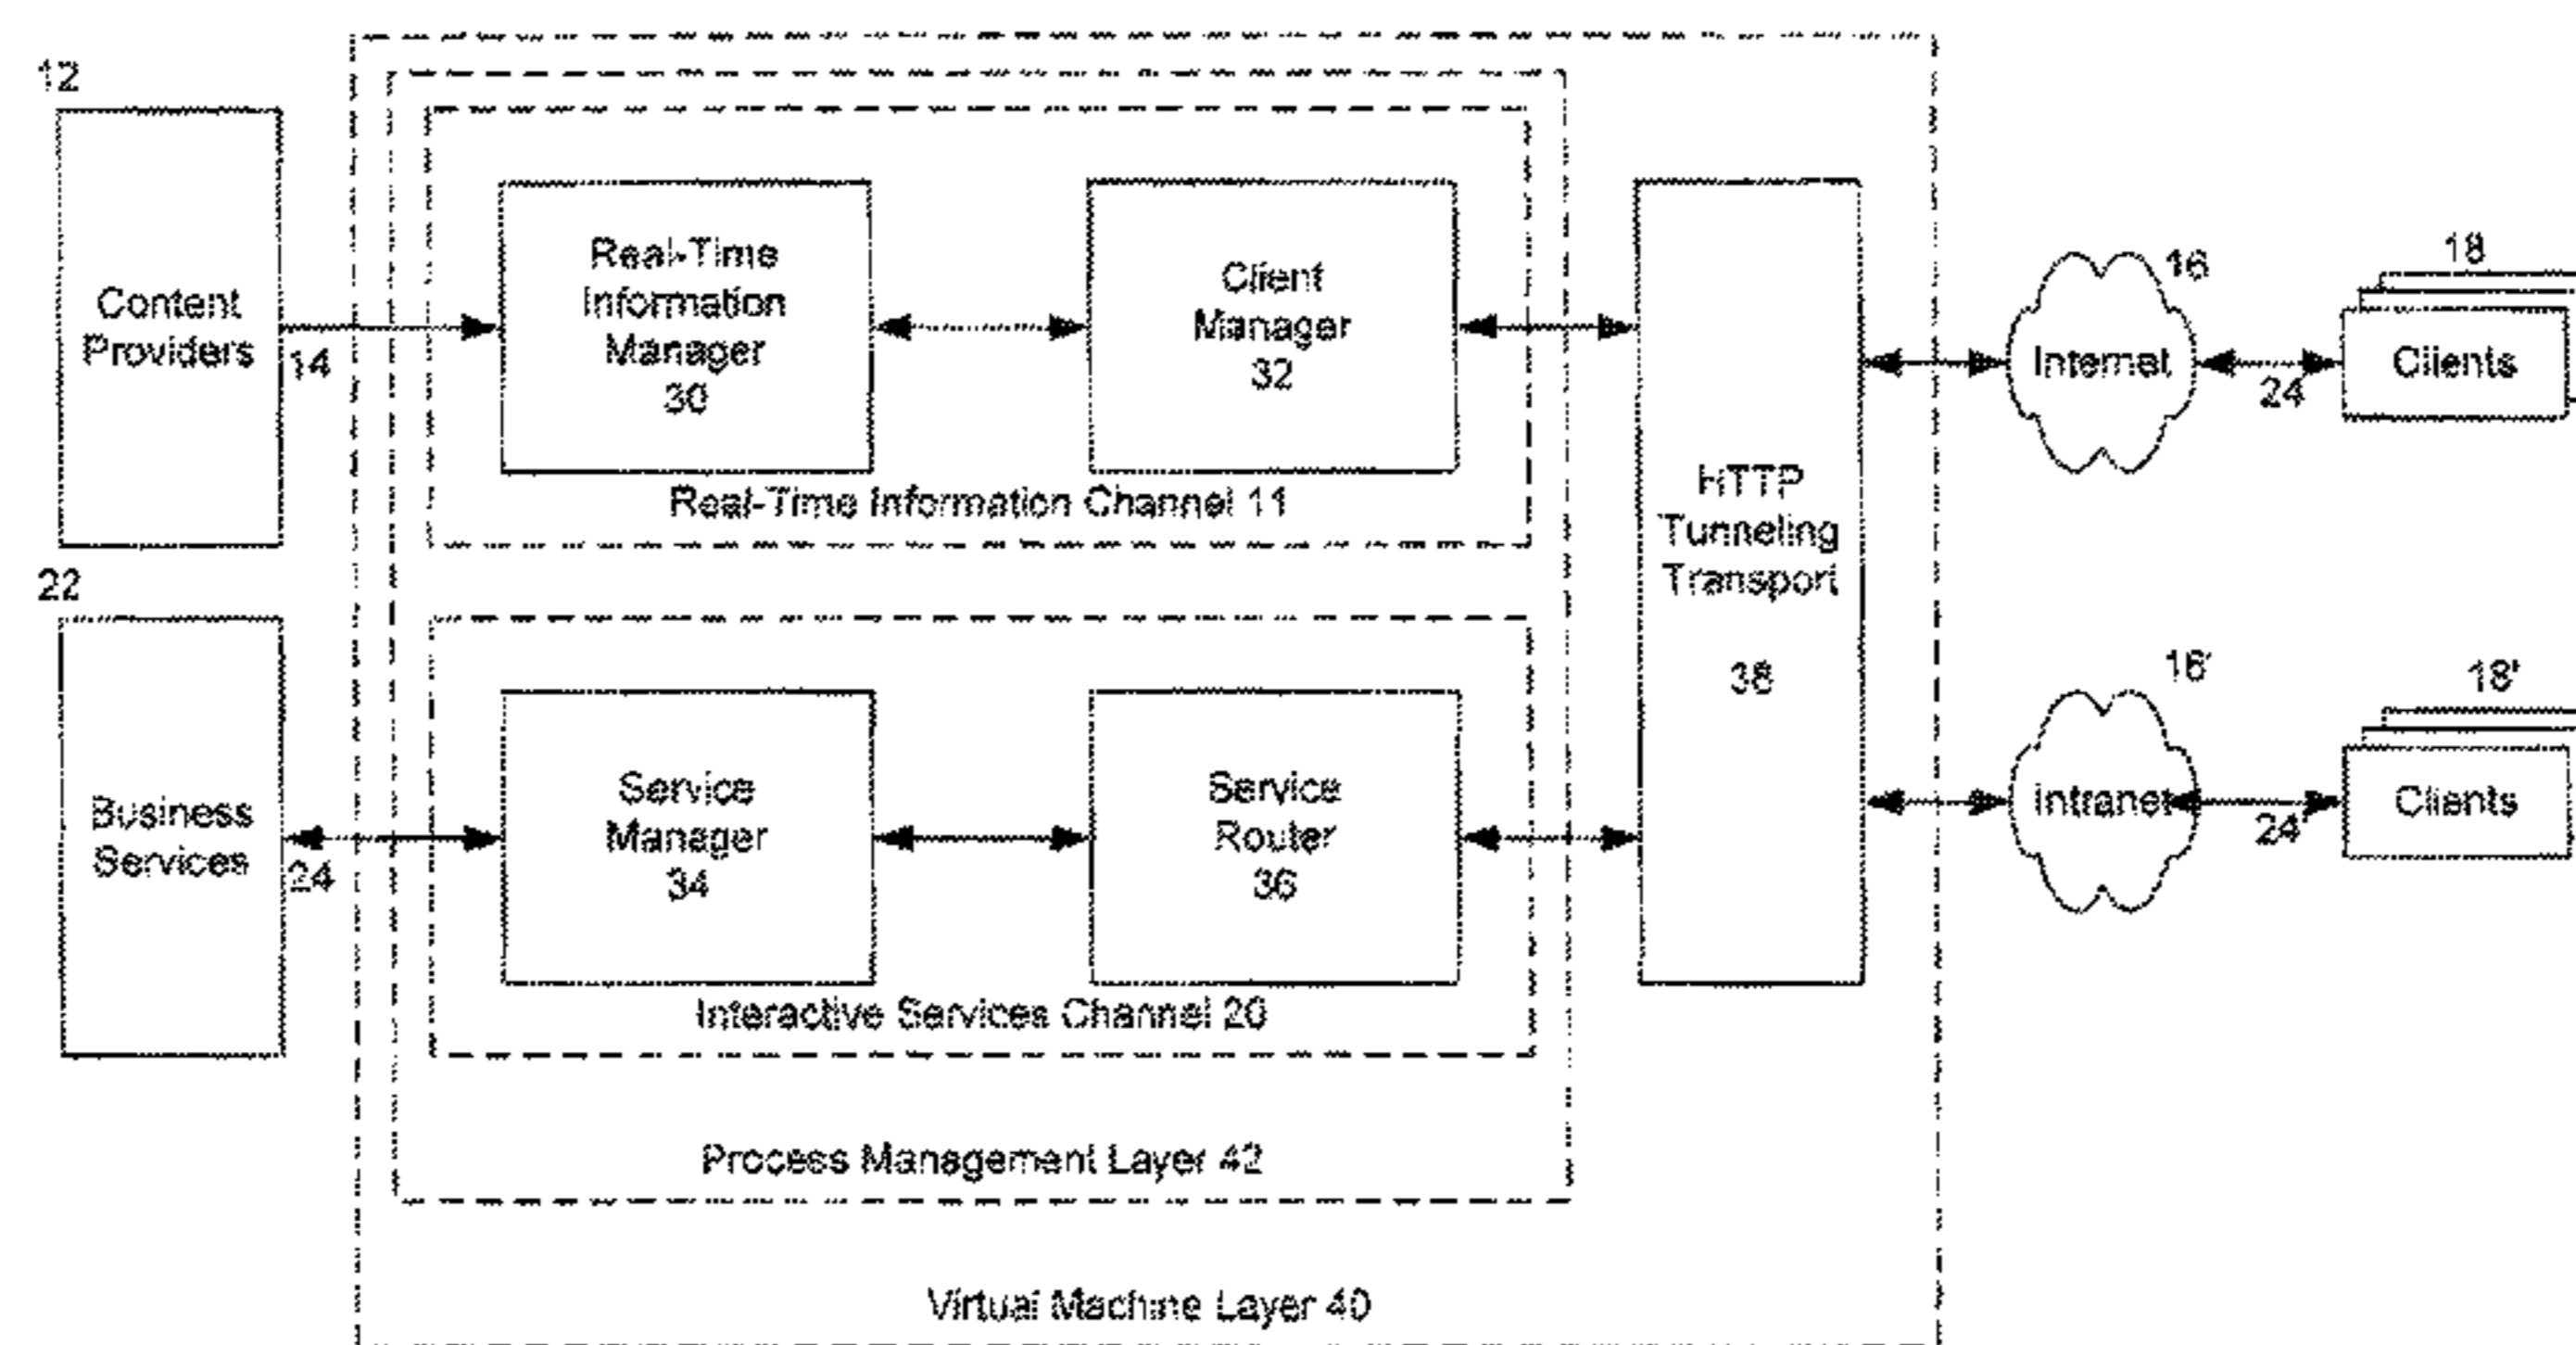 12
Content
Providers
14
Real-Time
Information
Manager
30
Client
Manager
32
Real-Time Information Channel 11
HTTP
Tunneling
Transport
38
16
Internet
24
18
Clients
22
Business
Services
24
Service
Manager
34
Service
Router
36
Interactive Services Channel 20
16'
Intranet
24'
18'
Clients
Process Management Layer 42
Virtual Machine Layer 40